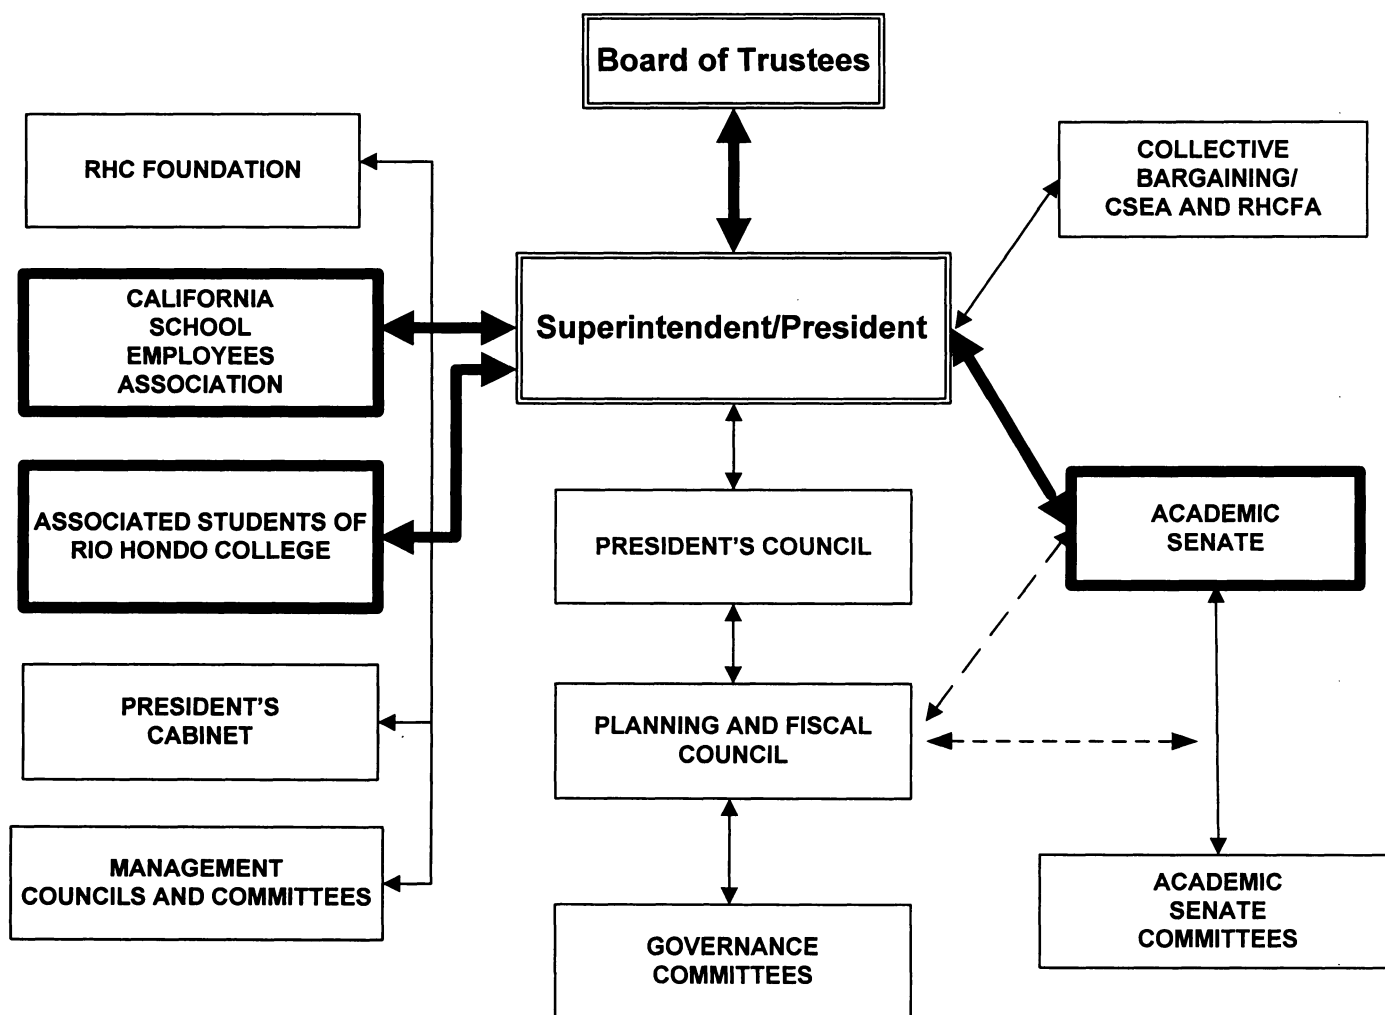 Board of Trustees
RHC FOUNDATION
COLLECTIVE
BARGAINING/
CSEA AND RHCFA
CALIFORNIA
SCHOOL
EMPLOYEES
ASSOCIATION
Superintendent/President
ASSOCIATED STUDENTS OF
RIO HONDO COLLEGE
PRESIDENT'S COUNCIL
ACADEMIC
SENATE
PRESIDENT'S
CABINET
PLANNING AND FISCAL
COUNCIL
MANAGEMENT
COUNCILS AND COMMITTEES
GOVERNANCE
COMMITTEES
ACADEMIC
SENATE
COMMITTEES